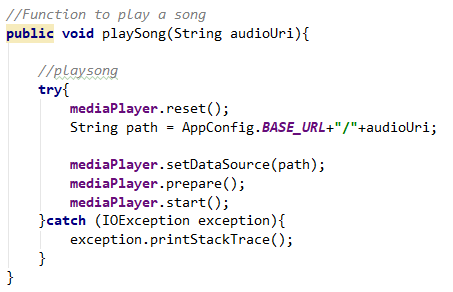 //Function to play a song
public void playSong(String audioUri){
//playsong
try{
mediaPlayer.reset();
String path = AppConfig.BASE_URL+"/"+audioUri;
mediaPlayer.setDataSource(path);
mediaPlayer.prepare();
mediaPlayer.start();
}catch (IOException exception){
exception.printStackTrace();
}
}